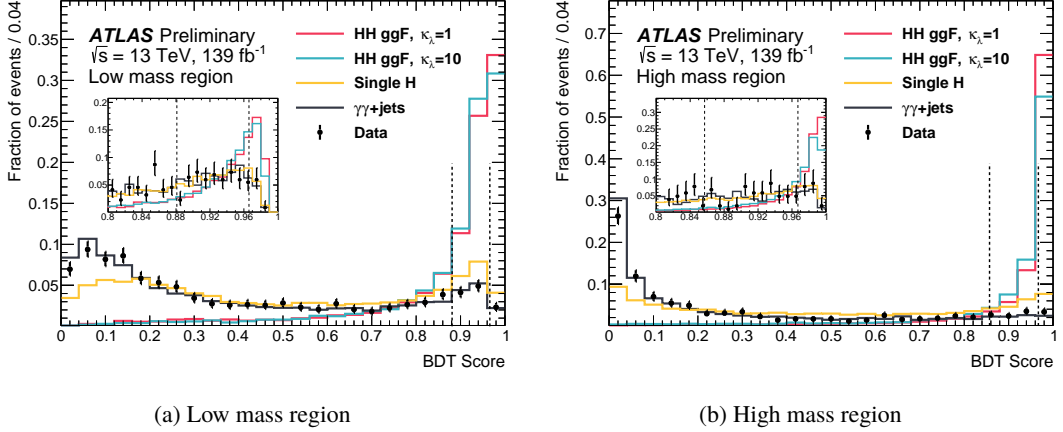 Fraction of events / 0.04
0.35
0.3
0.25
0.2
0.15
0.1
0.05
ATLAS Preliminary
√s = 13 TeV, 139 fb-1
Low mass region
HH ggF, κλ=1
HH ggF, κλ=10
Single H
γγ+jets
Data
0.2
0.15
0.1
0.05
0.8 0.84 0.88 0.92 0.96 1
0 0.1 0.2 0.3 0.4 0.5 0.6 0.7 0.8 0.9 1
BDT Score
(a) Low mass region
Fraction of events / 0.04
0.7
0.6
0.5
0.4
0.3
0.2
0.1
ATLAS Preliminary
√s = 13 TeV, 139 fb-1
High mass region
HH ggF, κλ=1
HH ggF, κλ=10
Single H
γγ+jets
Data
0.3
0.25
0.2
0.15
0.1
0.05
0.8 0.84 0.88 0.92 0.96 1
0 0.1 0.2 0.3 0.4 0.5 0.6 0.7 0.8 0.9 1
BDT Score
(b) High mass region